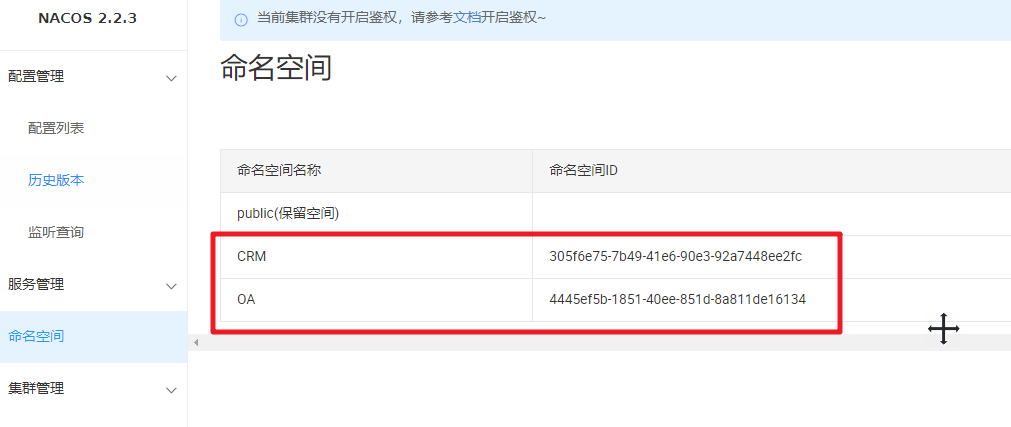 NACOS 2.2.3
当前集群没有开启鉴权，请参考文档开启鉴权~
命名空间
配置管理
配置列表
历史版本
监听查询
服务管理
命名空间
集群管理
命名空间名称 命名空间ID
public(保留空间)
CRM 305f6e75-7b49-41e6-90e3-92a7448ee2fc
OA 4445ef5b-1851-40ee-851d-8a811de16134